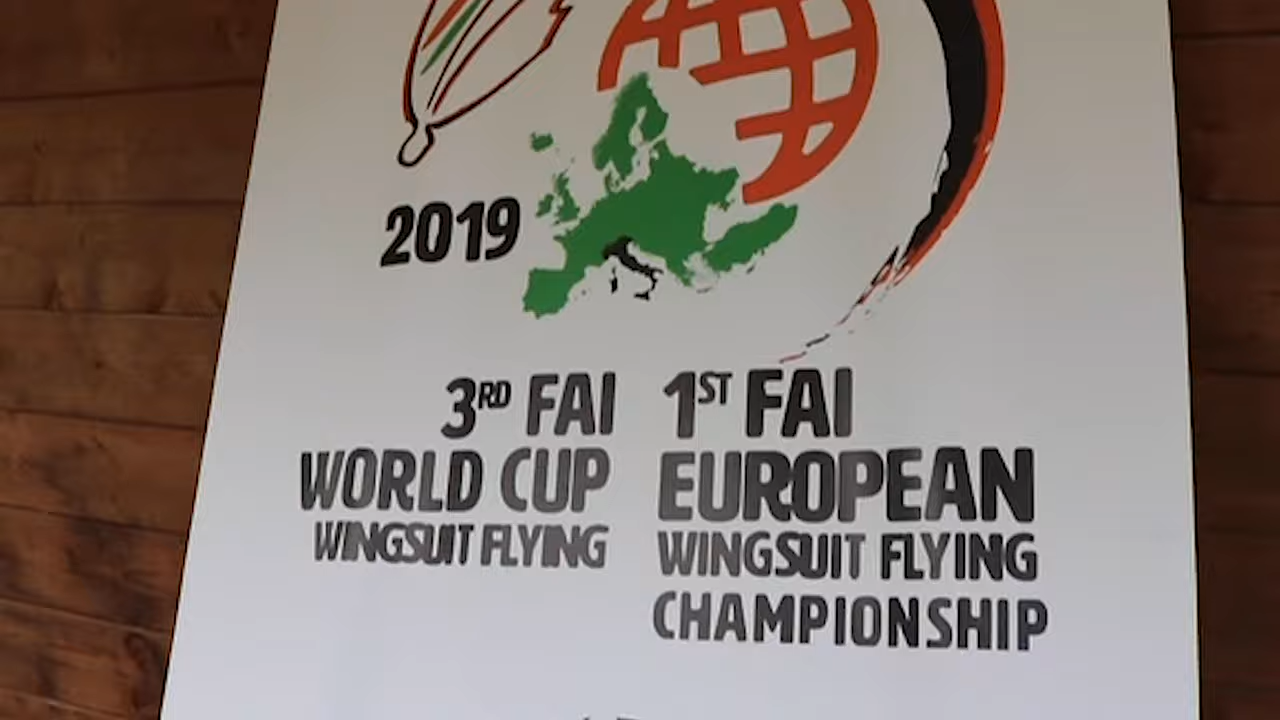 2019
3RD FAI
WORLD CUP
WINGSUIT FLYING
1ST FAI
EUROPEAN
WINGSUIT FLYING
CHAMPIONSHIP